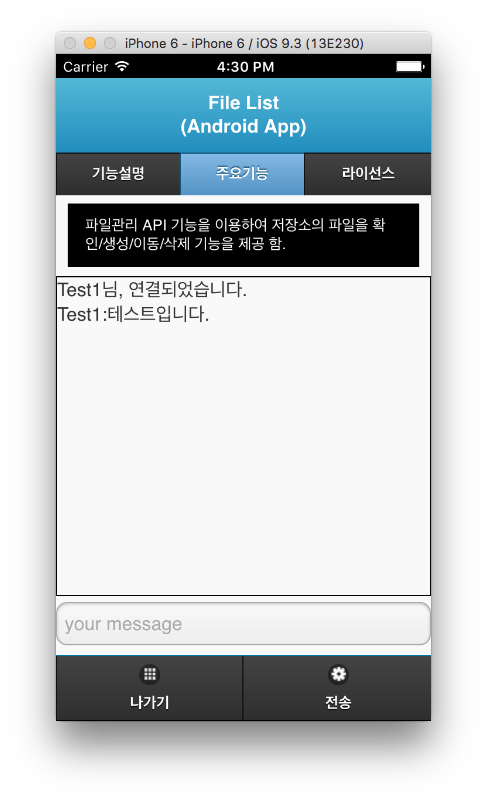 iPhone 6 - iPhone 6 / iOS 9.3 (13E230)
Carrier 4:30 PM
File List
(Android App)
기능설명 주요기능 라이선스
파일관리 API 기능을 이용하여 저장소의 파일을 확
인/생성/이동/삭제 기능을 제공 함.
Test1님, 연결되었습니다.
Test1:테스트입니다.
your message
나가기 전송